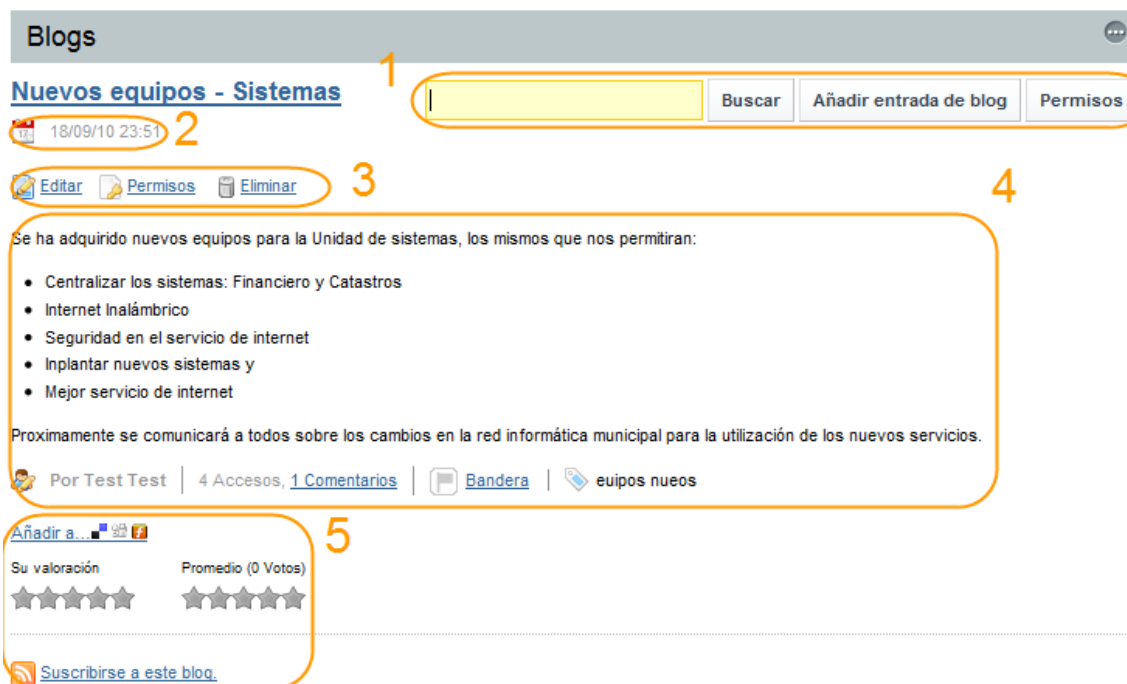 Blogs
1
Nuevos equipos - Sistemas
Buscar
Añadir entrada de blog
Permisos
18/09/10 23:51
2
Editar
Permisos
Eliminar
3
4
Se ha adquirido nuevos equipos para la Unidad de sistemas, los mismos que nos permitiran:
Centralizar los sistemas: Financiero y Catastros
Internet Inalámbrico
Seguridad en el servicio de internet
Inplantar nuevos sistemas y
Mejor servicio de internet
Proximamente se comunicará a todos sobre los cambios en la red informática municipal para la utilización de los nuevos servicios.
Por Test Test | 4 Accesos, 1 Comentarios | Bandera | euipos nueos
5
Añadir a...
Su valoración
Promedio (0 Votos)
Suscribirse a este blog.